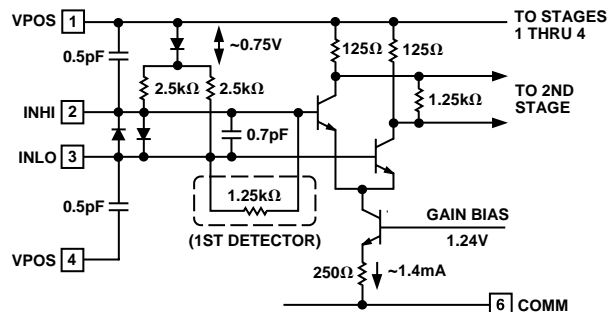 VPOS 1
TO STAGES
1 THRU 4
0.5pF
~0.75V
125Ω
125Ω
2.5kΩ
2.5kΩ
TO 2ND
STAGE
1.25kΩ
INHI 2
0.7pF
INLO 3
1.25kΩ
0.5pF
(1ST DETECTOR)
GAIN BIAS
1.24V
VPOS 4
250Ω
~1.4mA
6 COMM